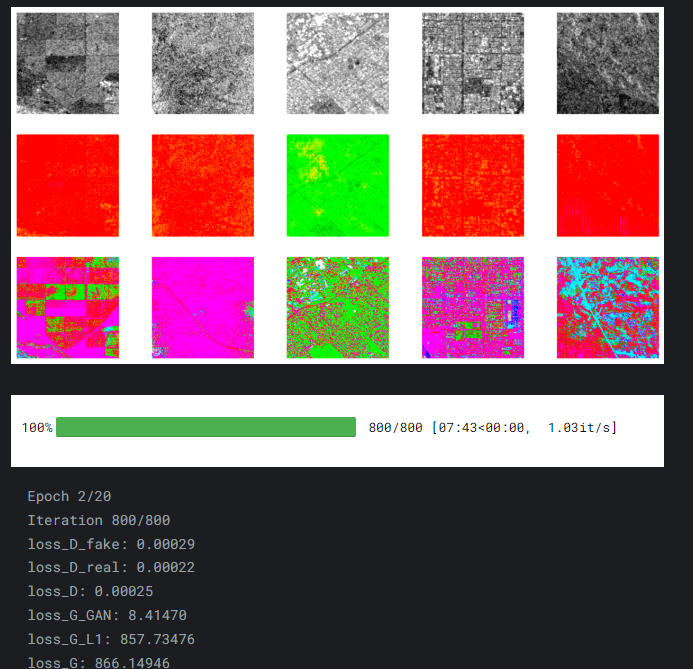 100% 800/800 [07:43<00:00, 1.03it/s]
Epoch 2/20
Iteration 800/800
loss_D_fake: 0.00029
loss_D_real: 0.00022
loss_D: 0.00025
loss_G_GAN: 8.41470
loss_G_L1: 857.73476
loss_G: 866.14946